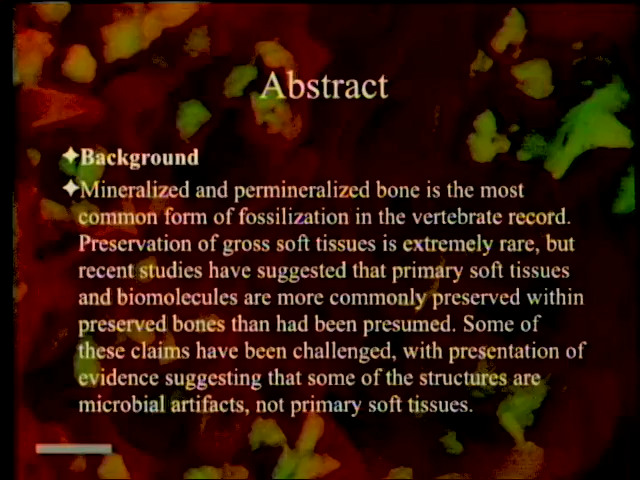 Abstract
Background
Mineralized and permineralized bone is the most
common form of fossilization in the vertebrate record.
Preservation of gross soft tissues is extremely rare, but
recent studies have suggested that primary soft tissues
and biomolecules are more commonly preserved within
preserved bones than had been presumed. Some of
these claims have been challenged, with presentation of
evidence suggesting that some of the structures are
microbial artifacts, not primary soft tissues.